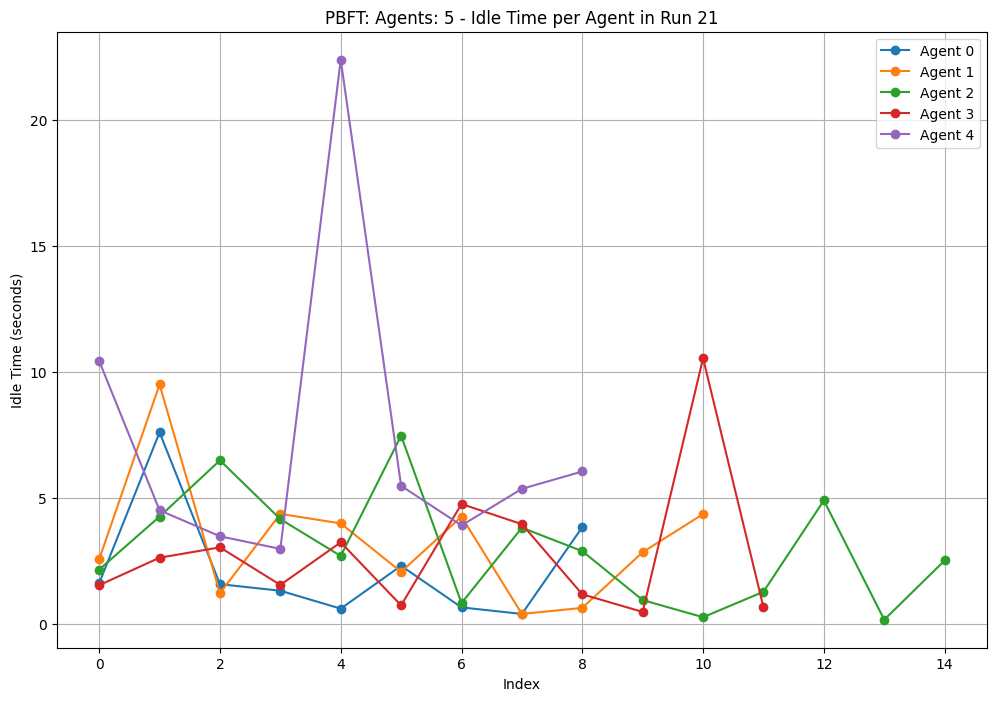 PBFT: Agents: 5 - Idle Time per Agent in Run 21
Agent 0
Agent 1
Agent 2
Agent 3
Agent 4
Idle Time (seconds)
20
15
10
5
0
0 2 4 6 8 10 12 14
Index